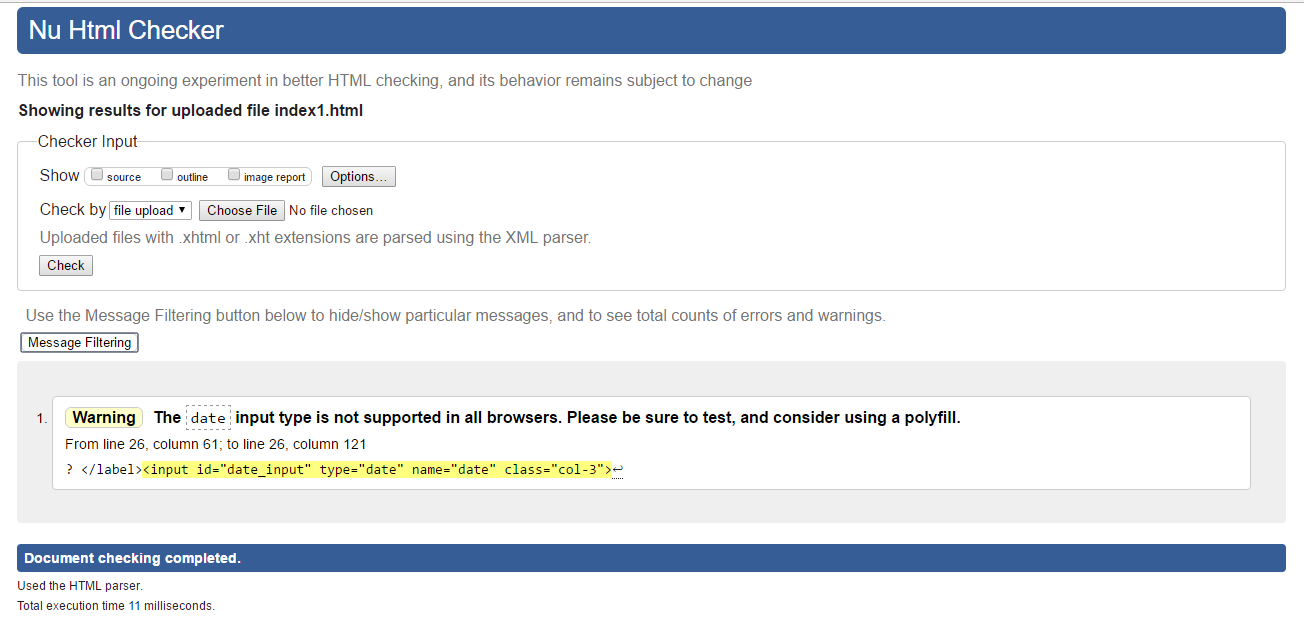 Nu Html Checker
This tool is an ongoing experiment in better HTML checking, and its behavior remains subject to change
Showing results for uploaded file index1.html
Checker Input
Show source outline image report Options...
Check by file upload ▼ Choose File No file chosen
Uploaded files with .xhtml or .xht extensions are parsed using the XML parser.
Check
Use the Message Filtering button below to hide/show particular messages, and to see total counts of errors and warnings.
Message Filtering
1. Warning The date input type is not supported in all browsers. Please be sure to test, and consider using a polyfill.
From line 26, column 61; to line 26, column 121
? </label><input id="date_input" type="date" name="date" class="col-3">↩
Document checking completed.
Used the HTML parser.
Total execution time 11 milliseconds.